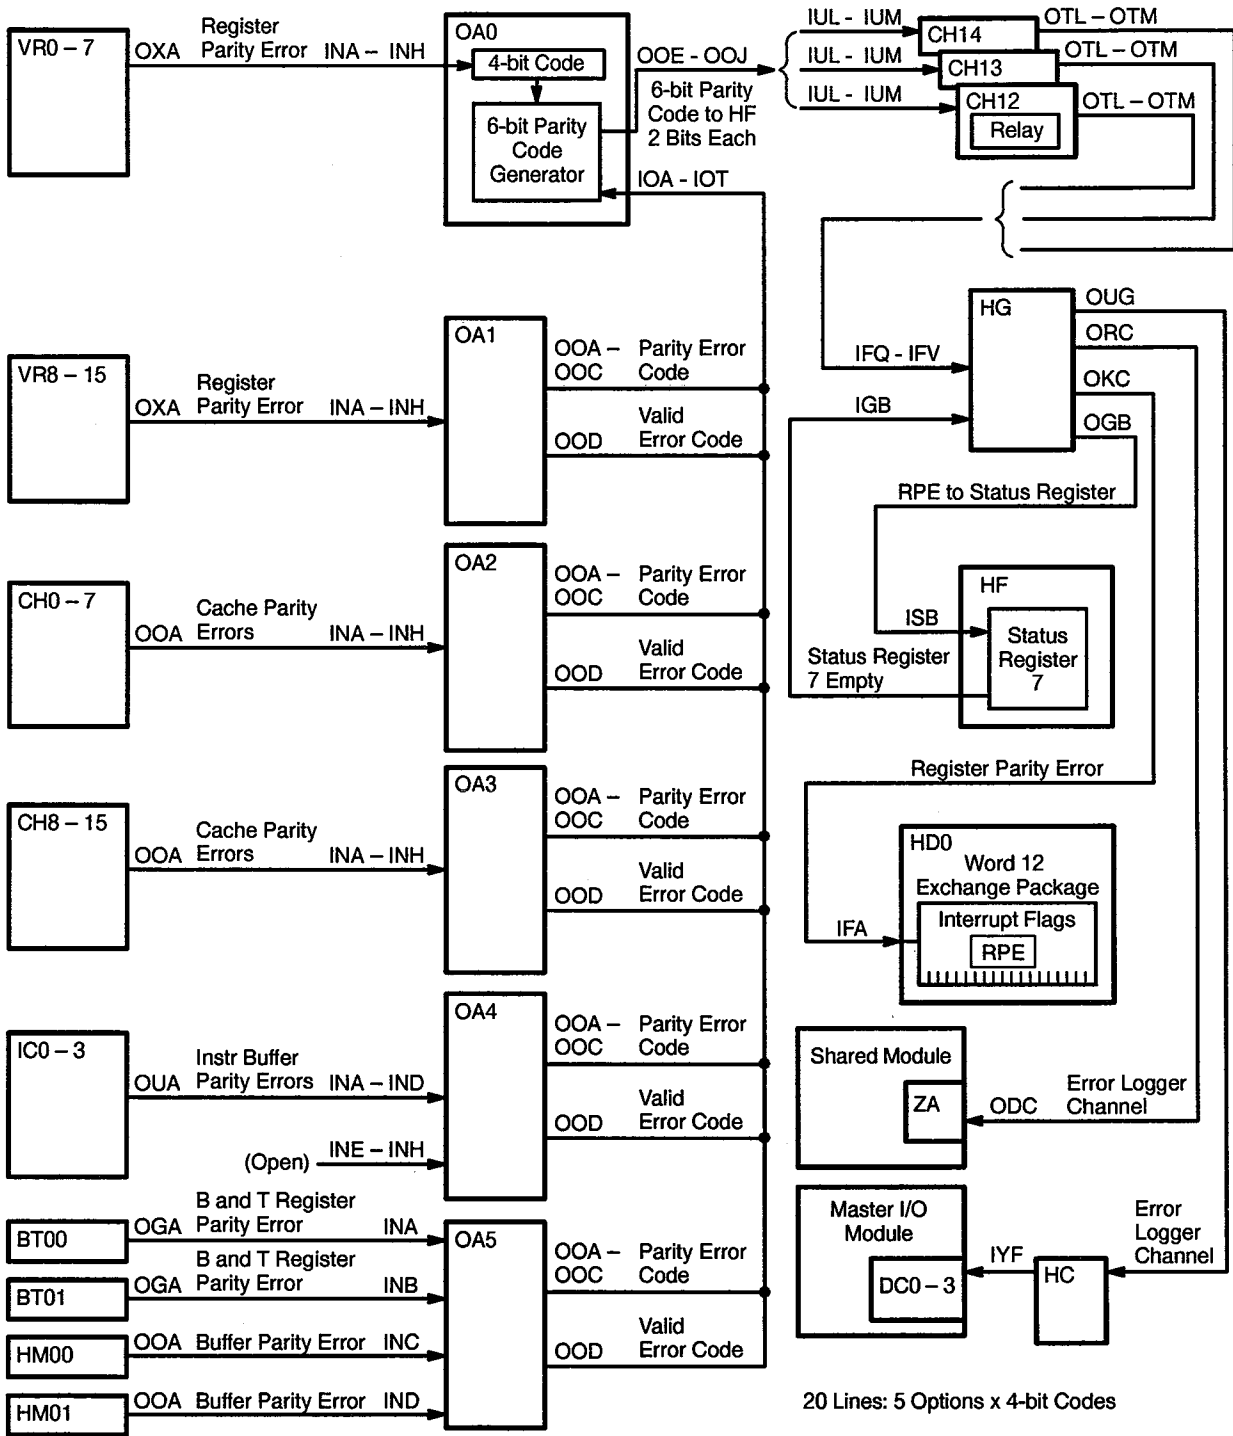 VR0 – 7
OXA
Register
Parity Error
INA – INH
OA0
4-bit Code
6-bit Parity
Code
Generator
OOE - OOJ
6-bit Parity
Code to HF
2 Bits Each
IOA - IOT
IUL - IUM
IUL - IUM
IUL - IUM
CH14
CH13
CH12
Relay
OTL – OTM
OTL – OTM
OTL – OTM
VR8 – 15
OXA
Register
Parity Error
INA – INH
OA1
OOA –
OOC
Parity Error
Code
OOD
Valid
Error Code
CH0 – 7
OOA
Cache Parity
Errors
INA – INH
OA2
OOA –
OOC
Parity Error
Code
OOD
Valid
Error Code
CH8 – 15
OOA
Cache Parity
Errors
INA – INH
OA3
OOA –
OOC
Parity Error
Code
OOD
Valid
Error Code
IC0 – 3
OUA
Instr Buffer
Parity Errors
INA – IND
(Open)
INE – INH
OA4
OOA –
OOC
Parity Error
Code
OOD
Valid
Error Code
BT00
OGA
B and T Register
Parity Error
INA
BT01
OGA
B and T Register
Parity Error
INB
HM00
OOA
Buffer Parity Error
INC
HM01
OOA
Buffer Parity Error
IND
OA5
OOA –
OOC
Parity Error
Code
OOD
Valid
Error Code
IFQ - IFV
IGB
HG
OUG
ORC
OKC
OGB
RPE to Status Register
ISB
Status Register
7 Empty
HF
Status
Register
7
Register Parity Error
IFA
HD0
Word 12
Exchange Package
Interrupt Flags
RPE
Shared Module
ZA
ODC
Error Logger
Channel
Master I/O
Module
DC0 – 3
IYF
HC
Error
Logger
Channel
20 Lines: 5 Options x 4-bit Codes